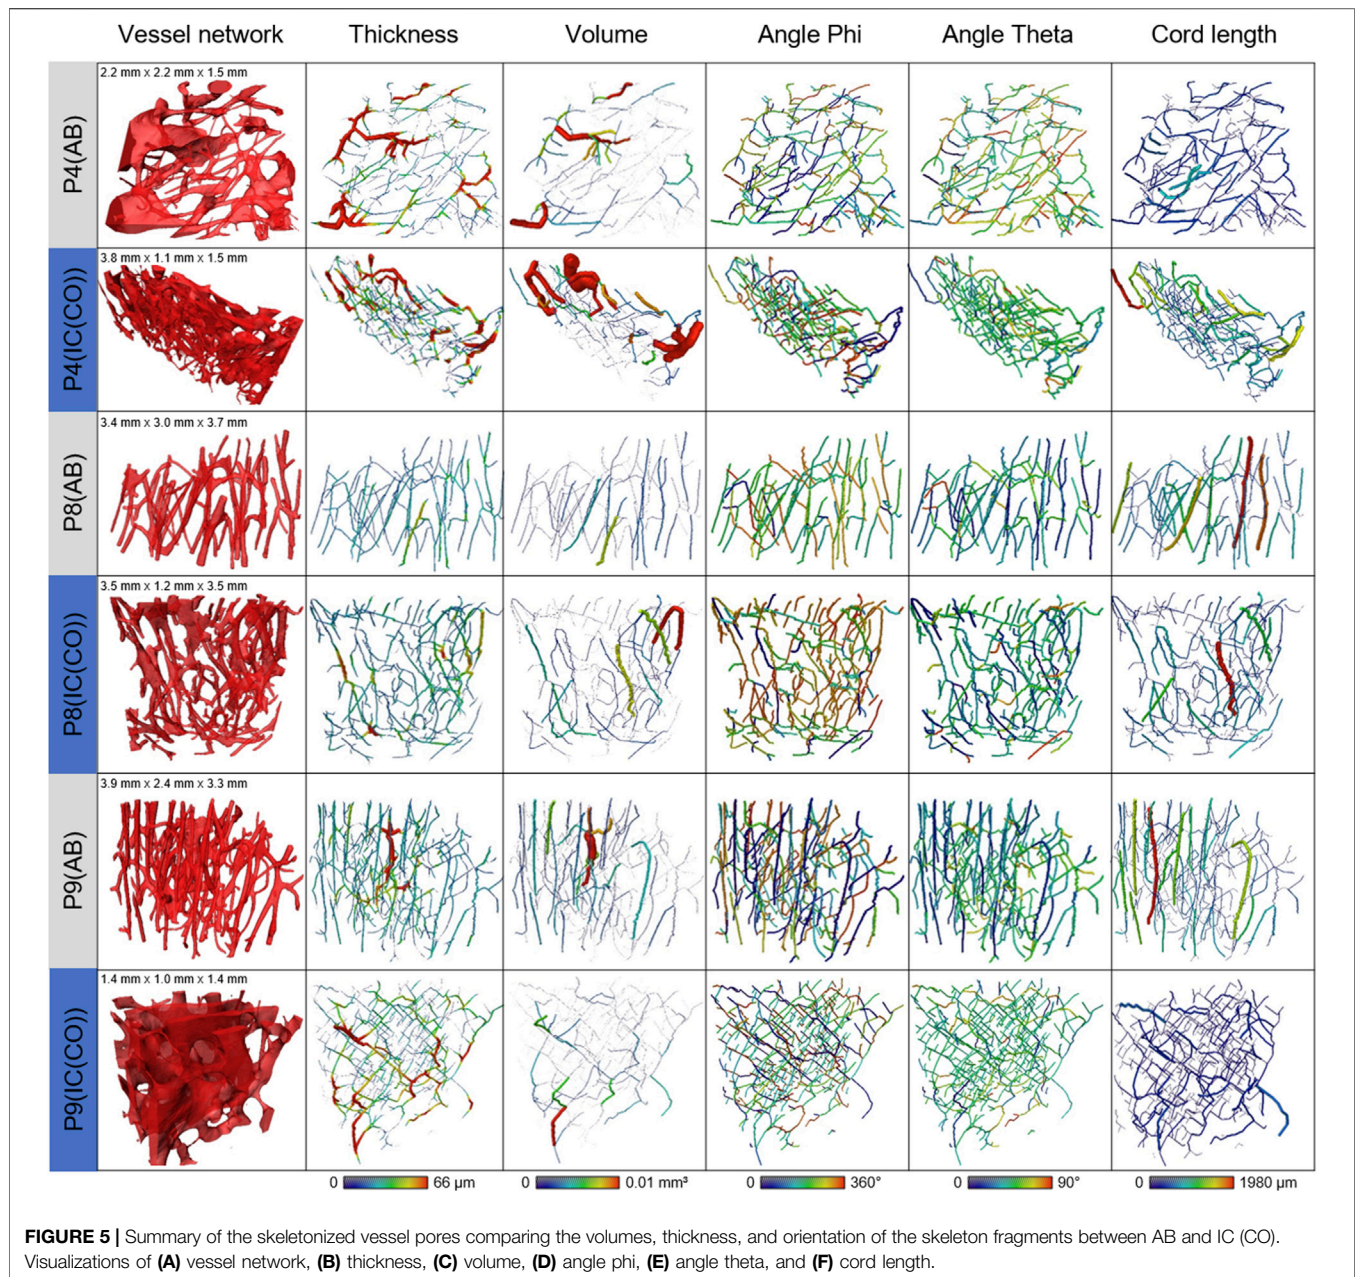 Vessel network Thickness Volume Angle Phi Angle Theta Cord length
P4(AB)
2.2 mm x 2.2 mm x 1.5 mm
P4(IC(CO))
3.8 mm x 1.1 mm x 1.5 mm
P8(AB)
3.4 mm x 3.0 mm x 3.7 mm
P8(IC(CO))
3.5 mm x 1.2 mm x 3.5 mm
P9(AB)
3.9 mm x 2.4 mm x 3.3 mm
P9(IC(CO))
1.4 mm x 1.0 mm x 1.4 mm
0 66 µm 0 0.01 mm³ 0 360° 0 90° 0 1980 µm
FIGURE 5 | Summary of the skeletonized vessel pores comparing the volumes, thickness, and orientation of the skeleton fragments between AB and IC (CO).
Visualizations of (A) vessel network, (B) thickness, (C) volume, (D) angle phi, (E) angle theta, and (F) cord length.